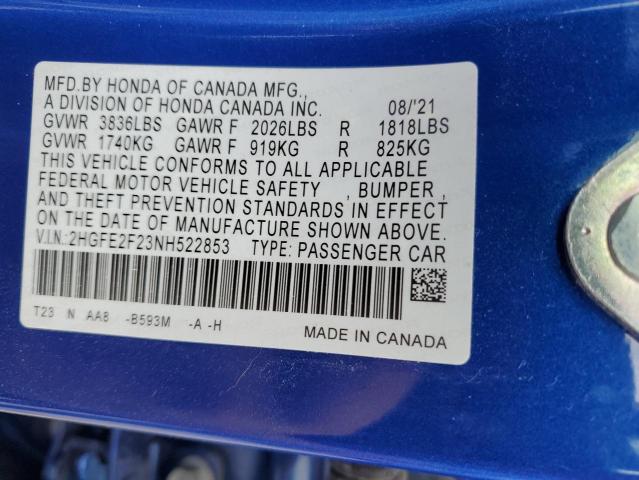 MFD.BY HONDA OF CANADA MFG.,
A DIVISION OF HONDA CANADA INC. 08/'21
GVWR 3836LBS GAWR F 2026LBS R 1818LBS
GVWR 1740KG GAWR F 919KG R 825KG
THIS VEHICLE CONFORMS TO ALL APPLICABLE
FEDERAL MOTOR VEHICLE SAFETY , BUMPER ,
AND THEFT PREVENTION STANDARDS IN EFFECT
ON THE DATE OF MANUFACTURE SHOWN ABOVE.
V.I.N.:2HGFE2F23NH522853 TYPE: PASSENGER CAR
T23 N AA8 -B593M -A -H
MADE IN CANADA